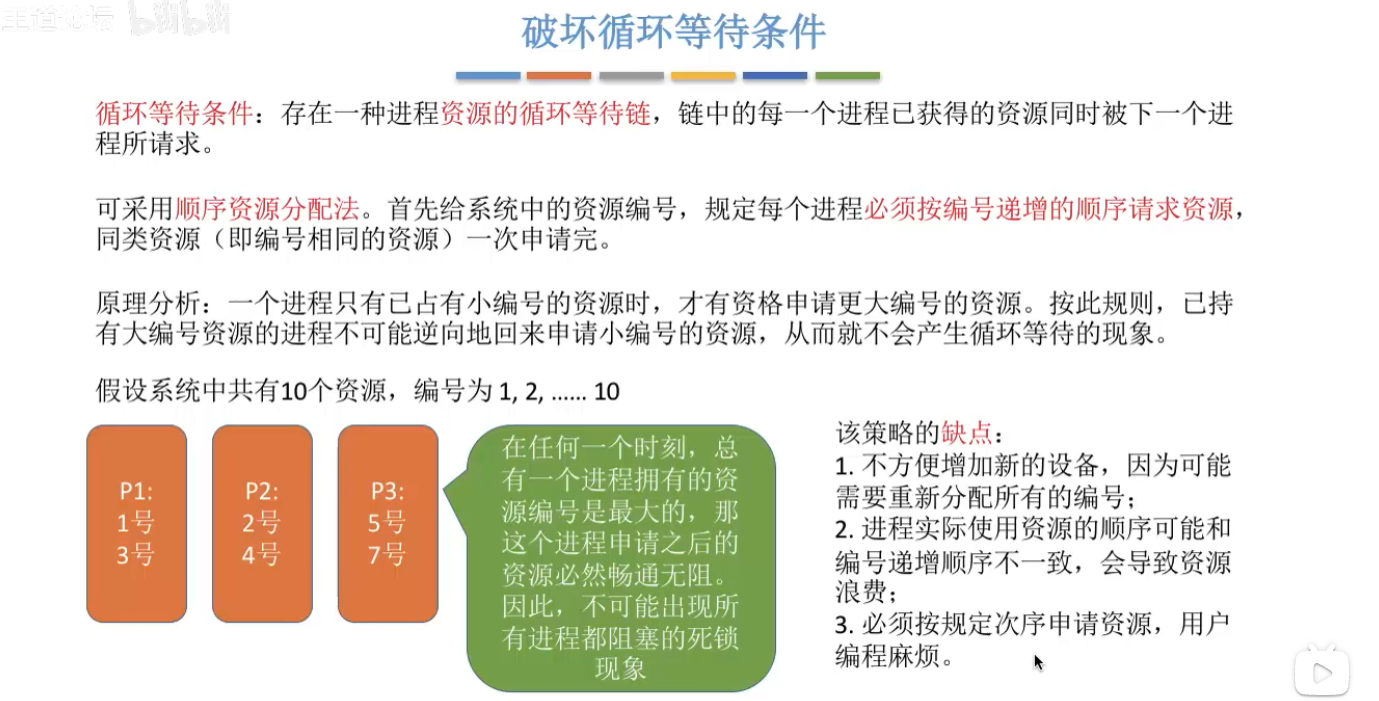 王道论坛 bilibili
破坏循环等待条件
循环等待条件：存在一种进程资源的循环等待链，链中的每一个进程已获得的资源同时被下一个进
程所请求。
可采用顺序资源分配法。首先给系统中的资源编号，规定每个进程必须按编号递增的顺序请求资源，
同类资源（即编号相同的资源）一次申请完。
原理分析：一个进程只有已占有小编号的资源时，才有资格申请更大编号的资源。按此规则，已持
有大编号资源的进程不可能逆向地回来申请小编号的资源，从而就不会产生循环等待的现象。
假设系统中共有10个资源，编号为 1, 2, …… 10
P1:
1号
3号
P2:
2号
4号
P3:
5号
7号
在任何一个时刻，总
有一个进程拥有的资
源编号是最大的，那
这个进程申请之后的
资源必然畅通无阻。
因此，不可能出现所
有进程都阻塞的死锁
现象
该策略的缺点：
1. 不方便增加新的设备，因为可能
需要重新分配所有的编号；
2. 进程实际使用资源的顺序可能和
编号递增顺序不一致，会导致资源
浪费；
3. 必须按规定次序申请资源，用户
编程麻烦。